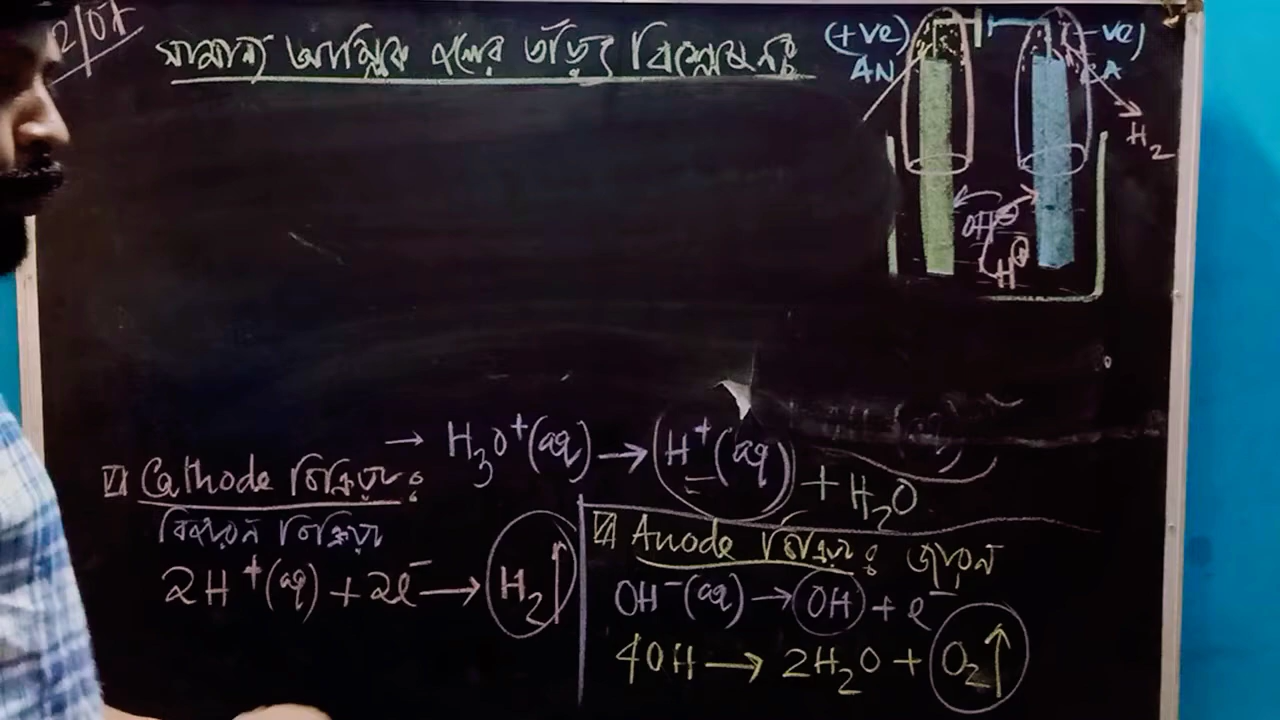 2/07
সামান্য আম্লিক জলের তড়িৎ বিশ্লেষণঃ
(+ve)
AN
-ve)
A
H₂
OH⊖
H⊕
→ H₃O⁺(aq) → H⁺(aq) + H₂O
Cathode বিক্রিয়াঃ
বিজারণ বিক্রিয়া
2H⁺(aq) + 2e⁻ → H₂↑
Anode বিক্রিয়াঃ জারণ
OH⁻(aq) → OH + e⁻
4OH → 2H₂O + O₂↑